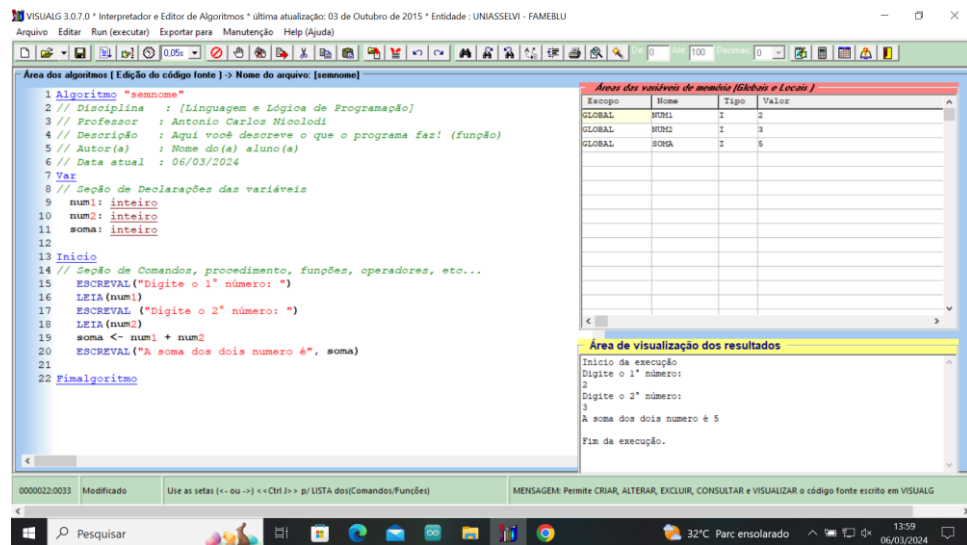 VISUALG 3.0.7.0 * Interpretador e Editor de Algoritmos * última atualização: 03 de Outubro de 2015 * Entidade : UNIASSELVI - FAMEBLU
Arquivo Editar Run (executar) Exportar para Manutenção Help (Ajuda)
0,05s De 0 Até 100 Decimais 0
Área dos algoritmos ( Edição do código fonte ) -> Nome do arquivo: [semnome]
1 Algoritmo "semnome"
2 // Disciplina : [Linguagem e Lógica de Programação]
3 // Professor : Antonio Carlos Nicolodi
4 // Descrição : Aqui você descreve o que o programa faz! (função)
5 // Autor(a) : Nome do(a) aluno(a)
6 // Data atual : 06/03/2024
7 Var
8 // Seção de Declarações das variáveis
9 num1: inteiro
10 num2: inteiro
11 soma: inteiro
12
13 Inicio
14 // Seção de Comandos, procedimento, funções, operadores, etc...
15 ESCREVAL("Digite o 1° número: ")
16 LEIA(num1)
17 ESCREVAL ("Digite o 2° número: ")
18 LEIA(num2)
19 soma <- num1 + num2
20 ESCREVAL("A soma dos dois numero é", soma)
21
22 Fimalgoritmo
Áreas das variáveis de memória (Globais e Locais )
Escopo Nome Tipo Valor
GLOBAL NUM1 I 2
GLOBAL NUM2 I 3
GLOBAL SOMA I 5
Área de visualização dos resultados
Início da execução
Digite o 1° número:
2
Digite o 2° número:
3
A soma dos dois numero é 5
Fim da execução.
0000022:0033 Modificado Use as setas (<- ou ->) <<Ctrl J>> p/ LISTA dos(Comandos/Funções) MENSAGEM: Permite CRIAR, ALTERAR, EXCLUIR, CONSULTAR e VISUALIZAR o código fonte escrito em VISUALG
Pesquisar 32°C Parc ensolarado 13:59
06/03/2024